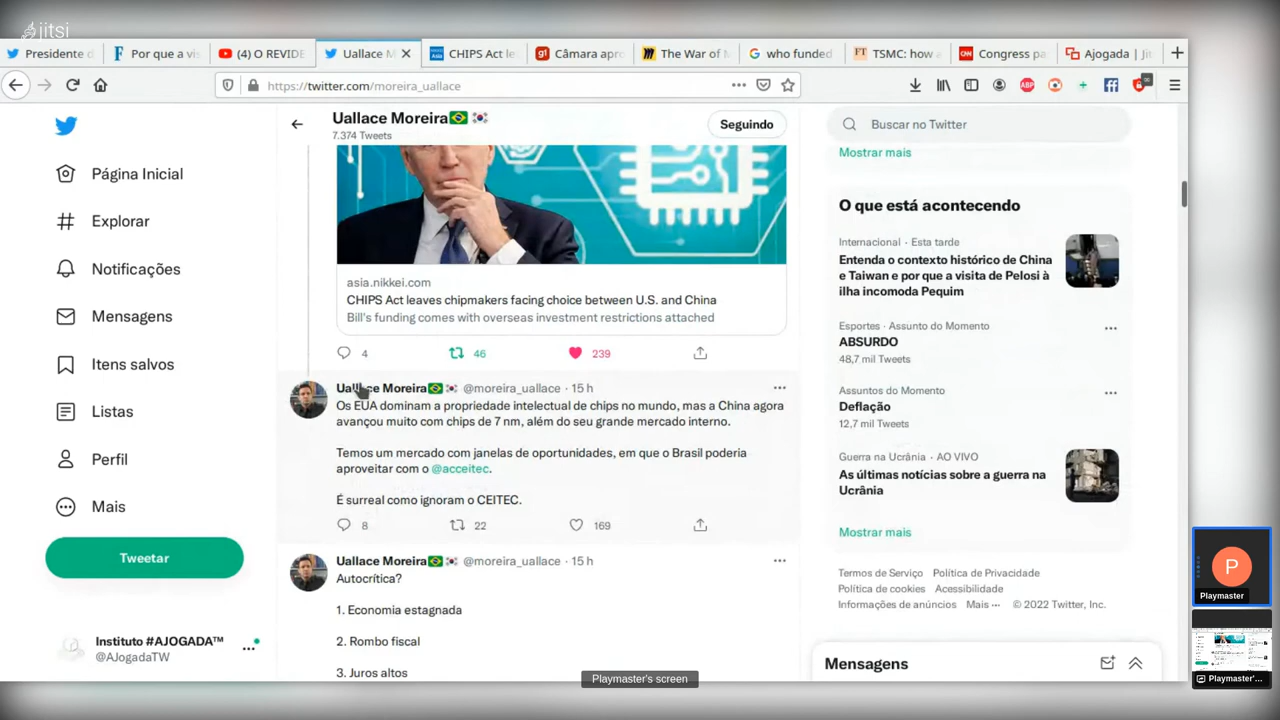 jitsi
Presidente d
Por que a vis
(4) O REVIDE
Uallace M
CHIPS Act le
Câmara apro
The War of M
who funded
TSMC: how a
Congress pa
Ajogada | Jit
https://twitter.com/moreira_uallace
Uallace Moreira
7.374 Tweets
Seguindo
Buscar no Twitter
Mostrar mais
Página Inicial
Explorar
Notificações
Mensagens
Itens salvos
Listas
Perfil
Mais
Tweetar
Instituto #AJOGADA™
@AJogadaTW
asia.nikkei.com
CHIPS Act leaves chipmakers facing choice between U.S. and China
Bill's funding comes with overseas investment restrictions attached
4 46 239
Uallace Moreira @moreira_uallace · 15 h
Os EUA dominam a propriedade intelectual de chips no mundo, mas a China agora
avançou muito com chips de 7 nm, além do seu grande mercado interno.
Temos um mercado com janelas de oportunidades, em que o Brasil poderia
aproveitar com o @acceitec.
É surreal como ignoram o CEITEC.
8 22 169
Uallace Moreira @moreira_uallace · 15 h
Autocrítica?
1. Economia estagnada
2. Rombo fiscal
3. Juros altos
O que está acontecendo
Internacional · Esta tarde
Entenda o contexto histórico de China
e Taiwan e por que a visita de Pelosi à
ilha incomoda Pequim
Esportes · Assunto do Momento
ABSURDO
48,7 mil Tweets
Assuntos do Momento
Deflação
12,7 mil Tweets
Guerra na Ucrânia · AO VIVO
As últimas notícias sobre a guerra na
Ucrânia
Mostrar mais
Termos de Serviço Política de Privacidade
Política de cookies Acessibilidade
Informações de anúncios Mais ··· © 2022 Twitter, Inc.
Mensagens
Playmaster's screen
P
Playmaster
Playmaster'...